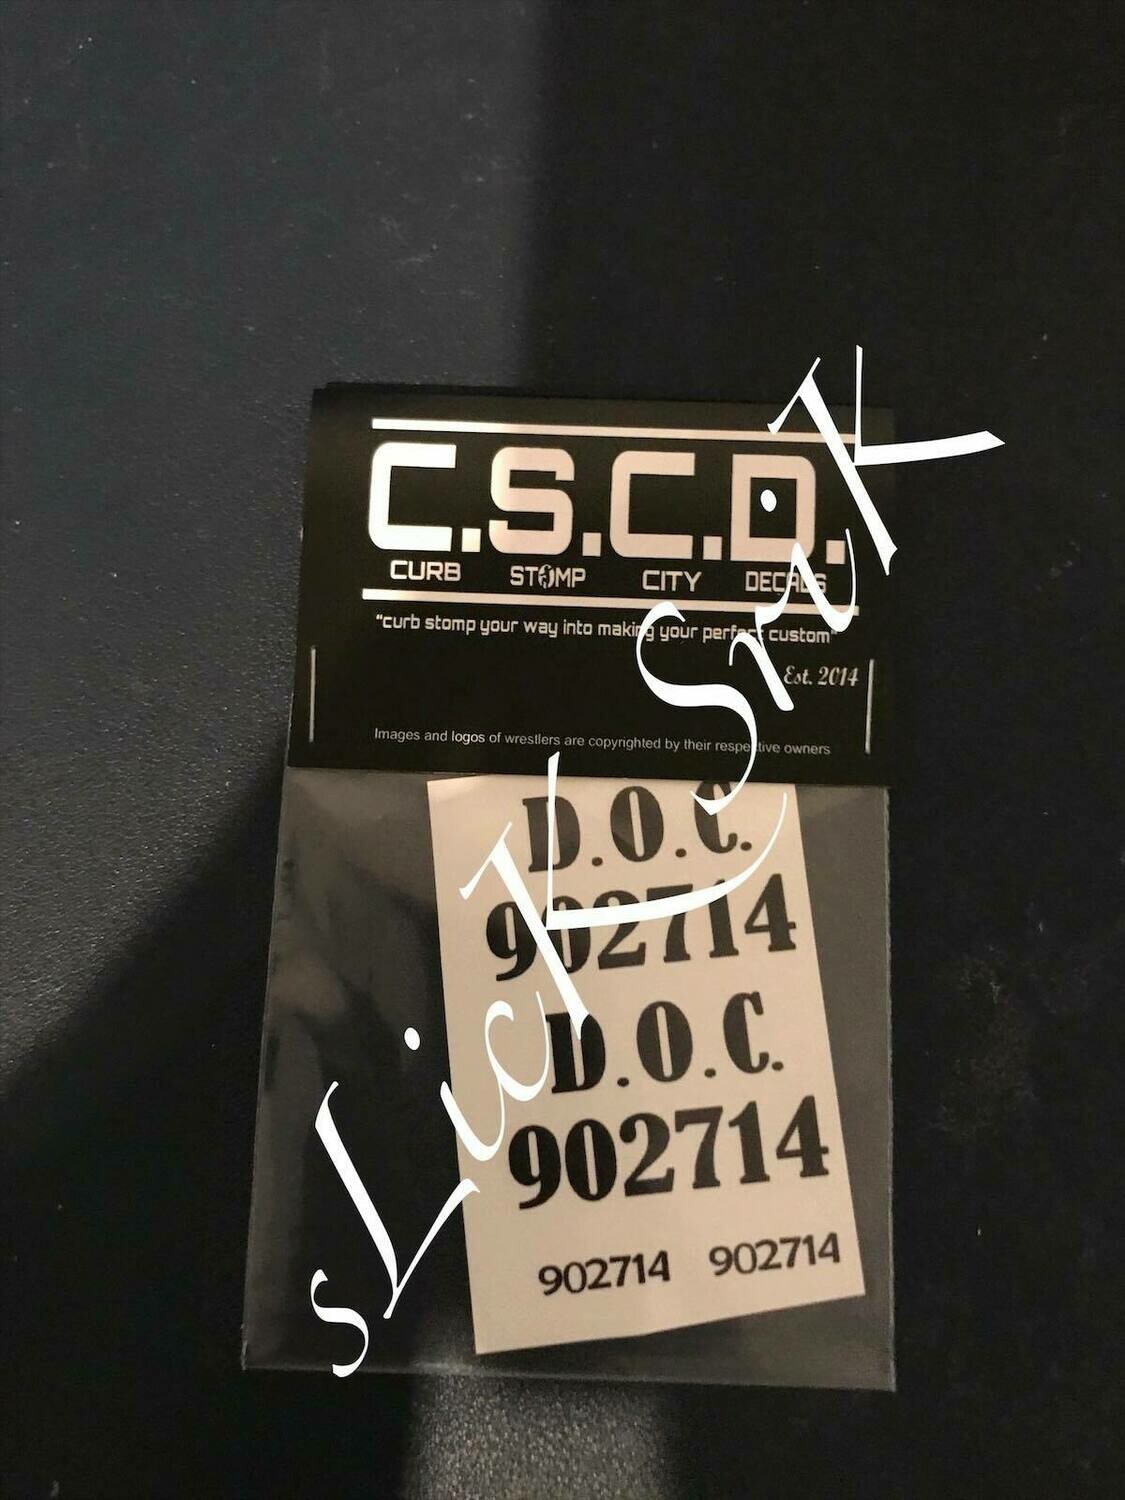 C.S.C.D.
CURB STOMP CITY DECALS
"curb stomp your way into making your perfect custom"
Est. 2014
Images and logos of wrestlers are copyrighted by their respective owners
D.O.C.
902714
D.O.C.
902714
902714 902714
sLicK SniK